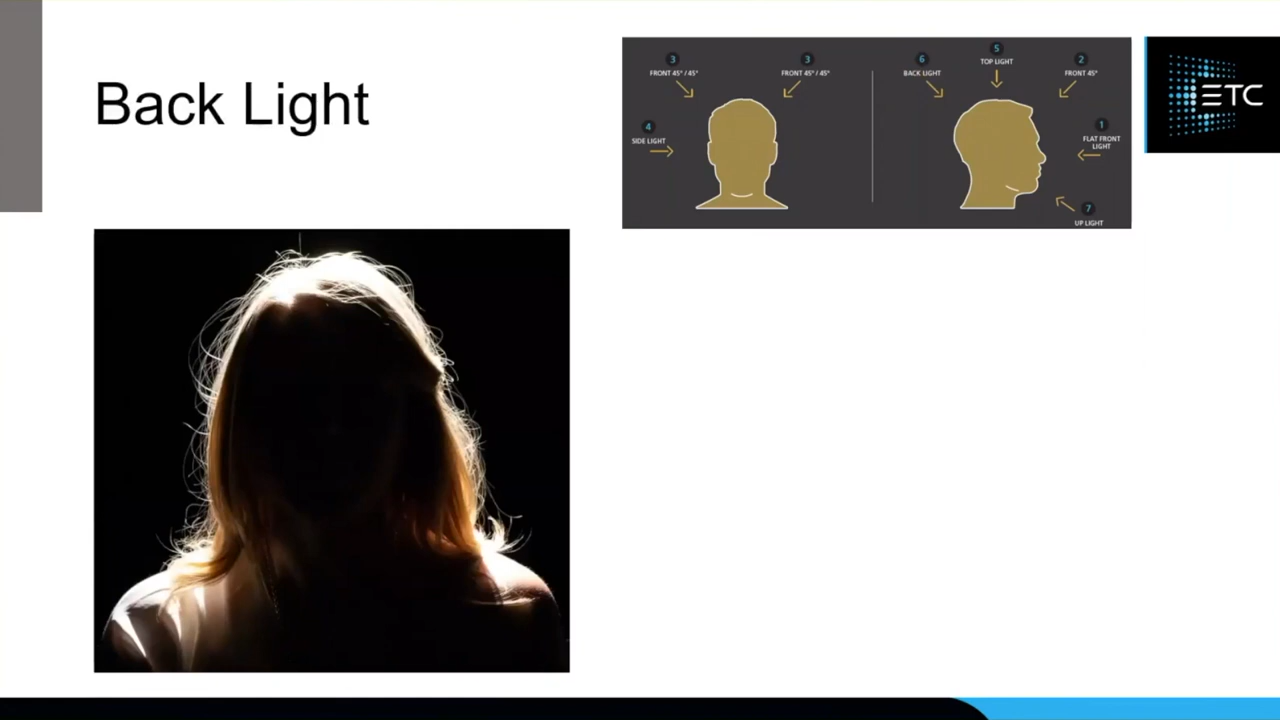 Back Light
3
FRONT 45° / 45°
3
FRONT 45° / 45°
4
SIDE LIGHT
6
BACK LIGHT
5
TOP LIGHT
2
FRONT 45°
1
FLAT FRONT
LIGHT
7
UP LIGHT
ETC